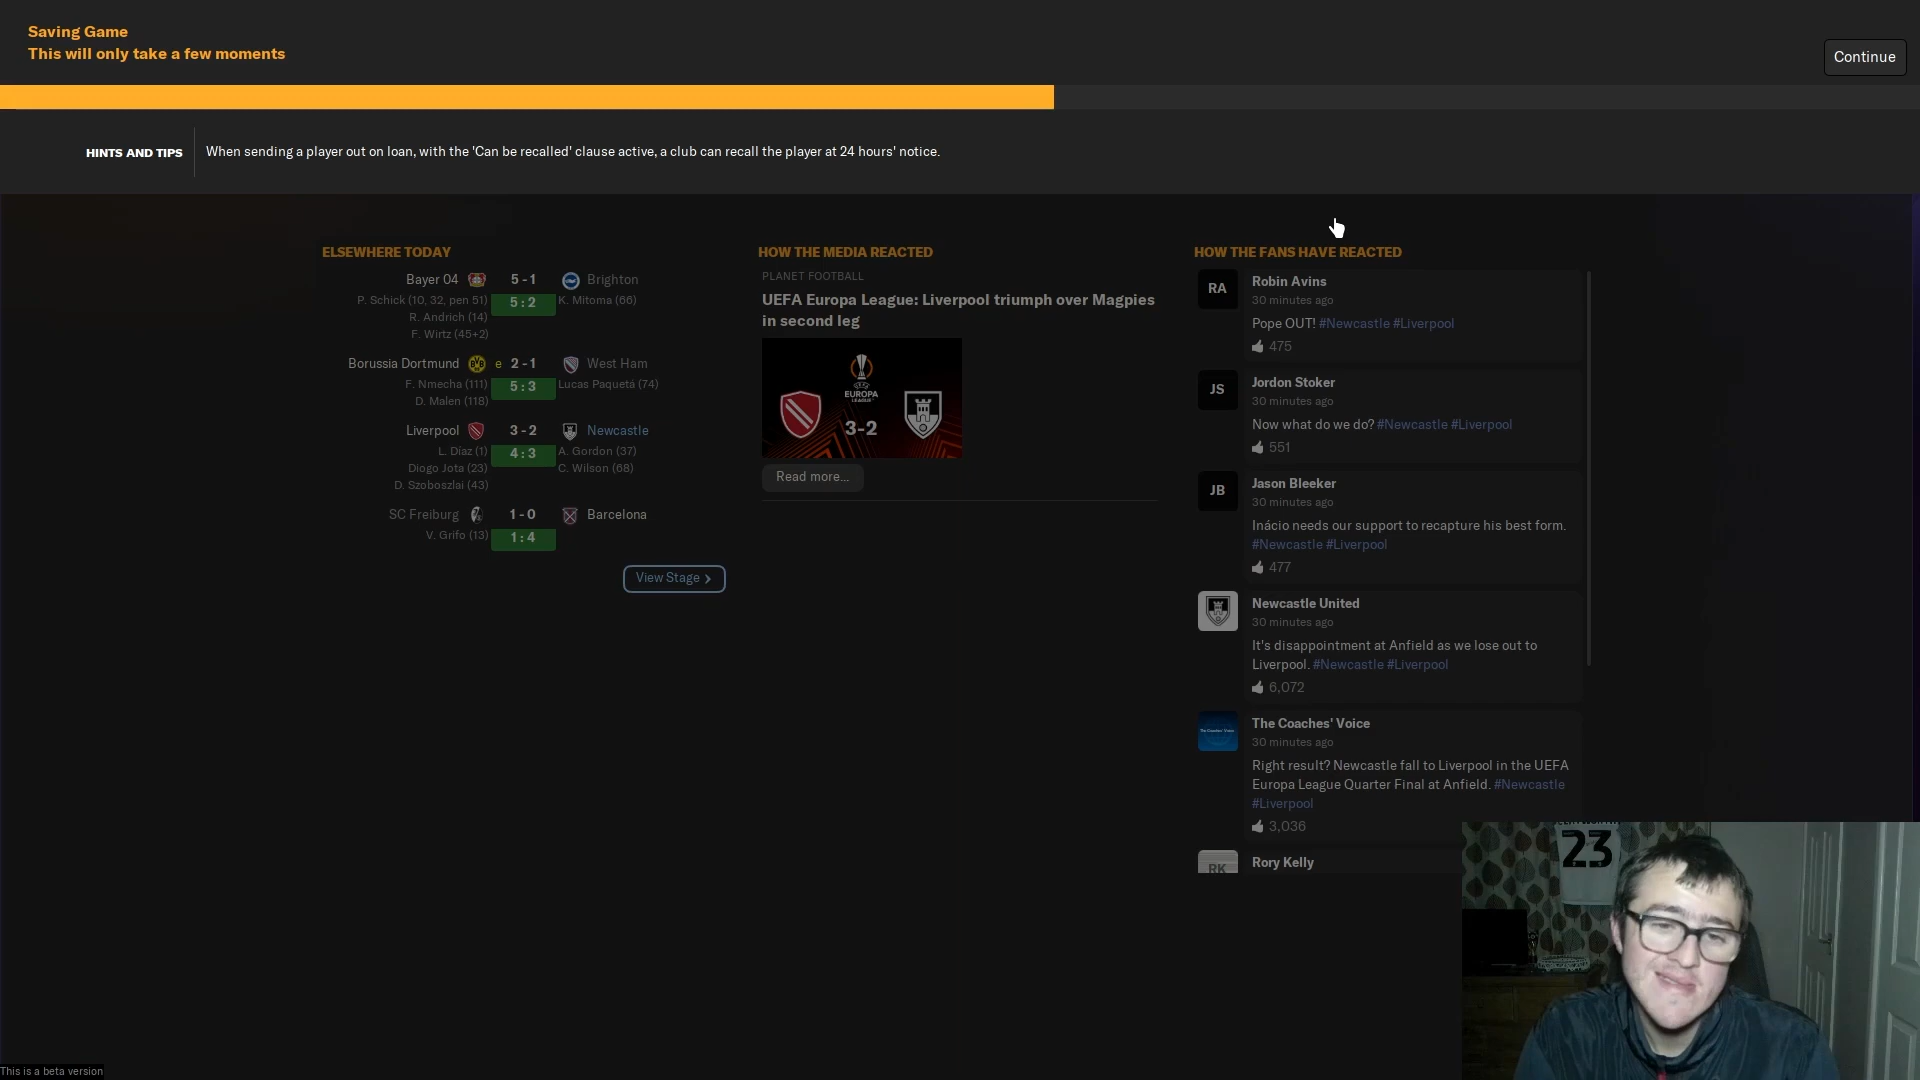 Saving Game
This will only take a few moments
Continue
HINTS AND TIPS
When sending a player out on loan, with the 'Can be recalled' clause active, a club can recall the player at 24 hours' notice.
ELSEWHERE TODAY
Bayer 04 5 - 1 Brighton
P. Schick (10, 32, pen 51) 5 : 2 K. Mitoma (66)
R. Andrich (14)
F. Wirtz (45+2)
Borussia Dortmund e 2 - 1 West Ham
F. Nmecha (111) 5 : 3 Lucas Paquetá (74)
D. Malen (118)
Liverpool 3 - 2 Newcastle
L. Díaz (1) 4 : 3 A. Gordon (37)
Diogo Jota (23) C. Wilson (68)
D. Szoboszlai (43)
SC Freiburg 1 - 0 Barcelona
V. Grifo (13) 1 : 4
View Stage
HOW THE MEDIA REACTED
PLANET FOOTBALL
UEFA Europa League: Liverpool triumph over Magpies
in second leg
UEFA
EUROPA
LEAGUE
3-2
Read more...
HOW THE FANS HAVE REACTED
RA
Robin Avins
30 minutes ago
Pope OUT! #Newcastle #Liverpool
475
JS
Jordon Stoker
30 minutes ago
Now what do we do? #Newcastle #Liverpool
551
JB
Jason Bleeker
30 minutes ago
Inácio needs our support to recapture his best form.
#Newcastle #Liverpool
477
Newcastle United
30 minutes ago
It's disappointment at Anfield as we lose out to
Liverpool. #Newcastle #Liverpool
6,072
The Coaches' Voice
The Coaches' Voice
30 minutes ago
Right result? Newcastle fall to Liverpool in the UEFA
Europa League Quarter Final at Anfield. #Newcastle
#Liverpool
3,036
RK
Rory Kelly
23
This is a beta version